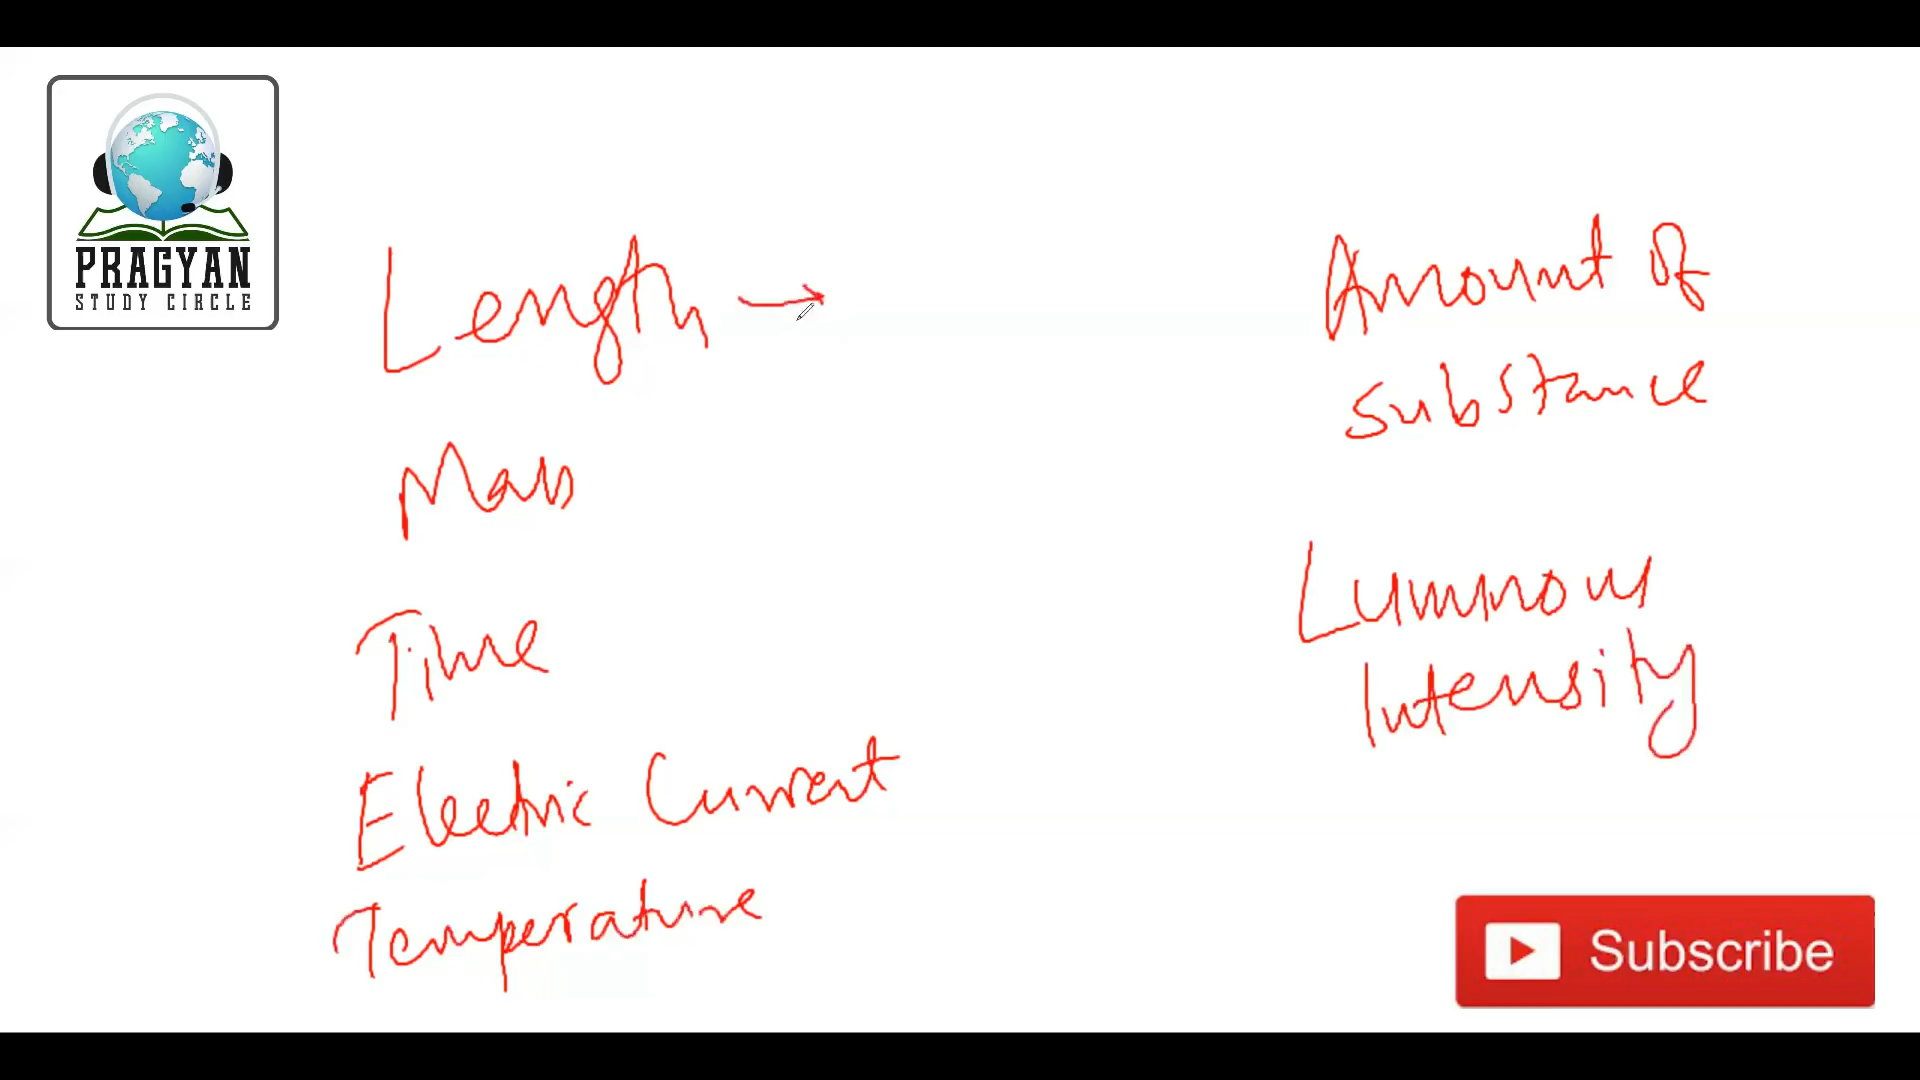 PRAGYAN
STUDY CIRCLE
Length →
Mass
Time
Electric Current
Temperature
Amount of
substance
Luminous
Intensity
Subscribe